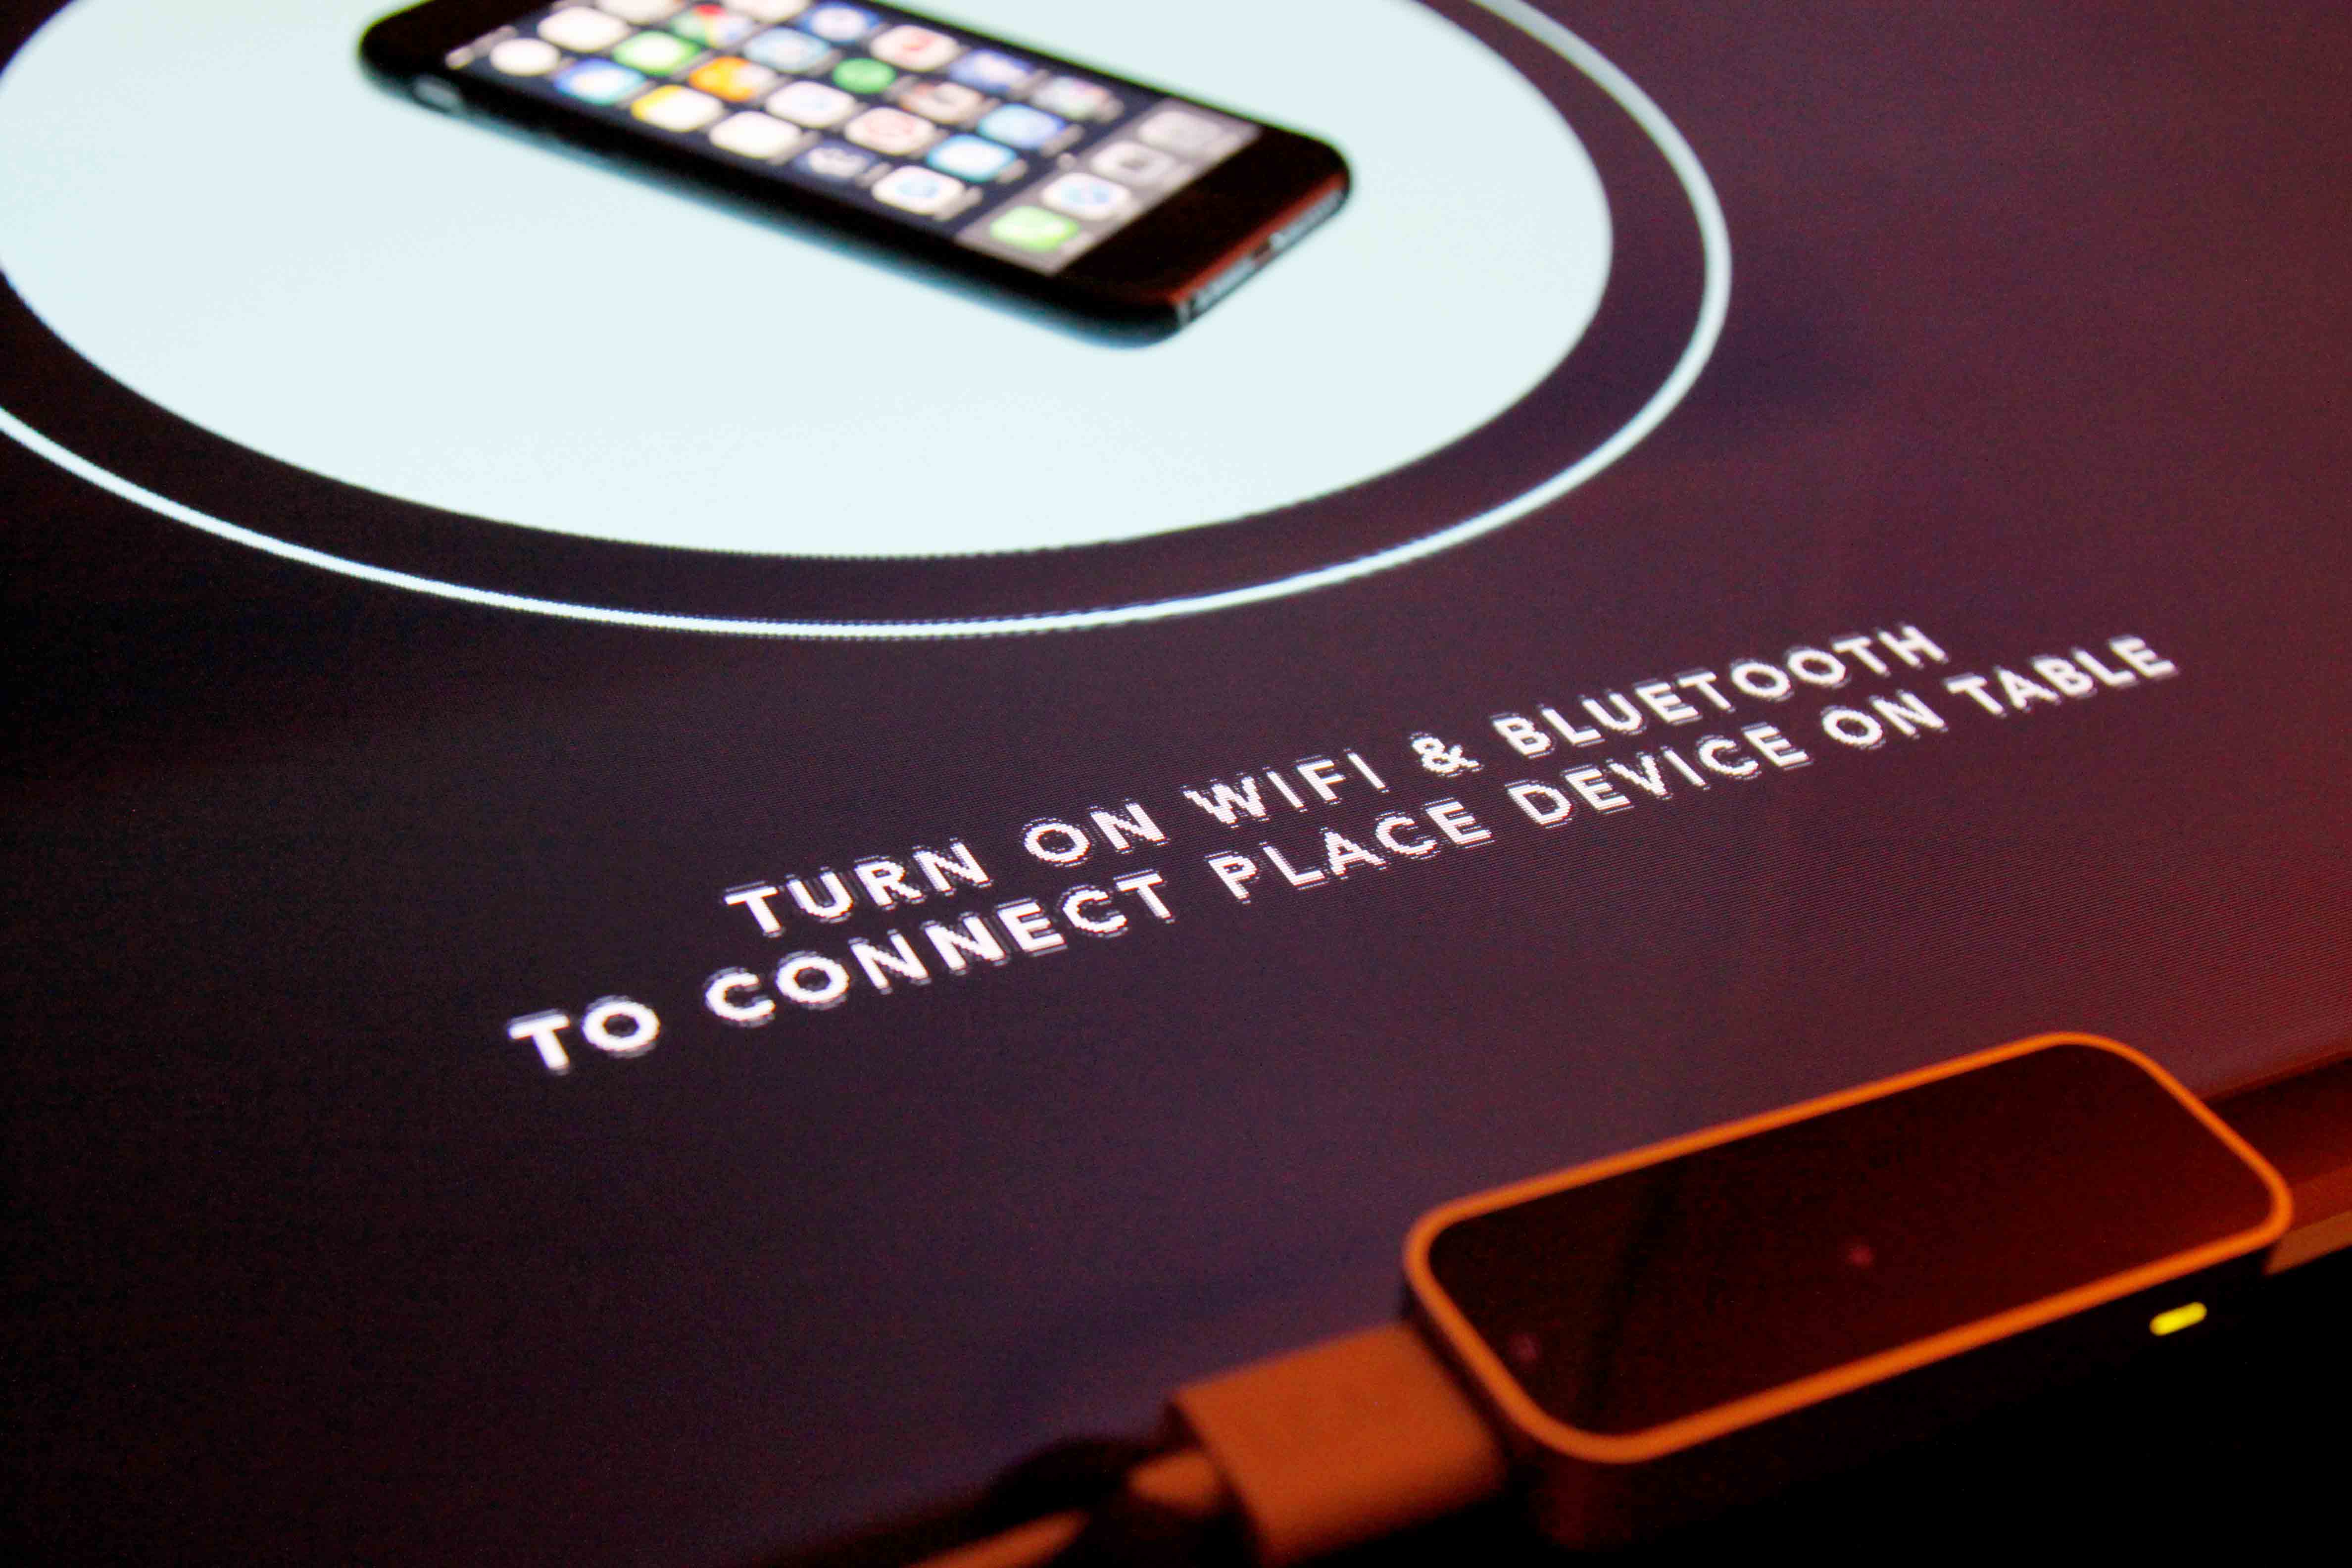 TURN ON WIFI & BLUETOOTH
TO CONNECT PLACE DEVICE ON TABLE